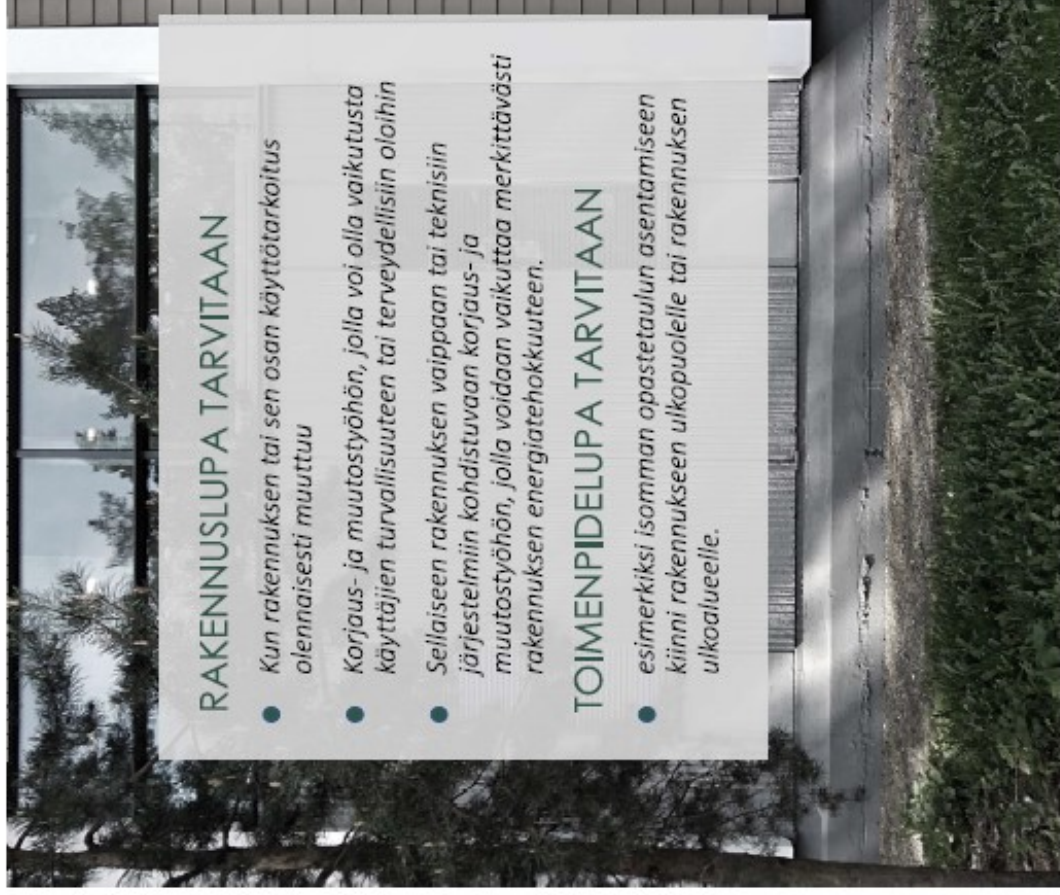 RAKENNUSLUPA TARVITAAN
Kun rakennuksen tai sen osan käyttötarkoitus
olennaisesti muuttuu
Korjaus- ja muutostyöhön, jolla voi olla vaikutusta
käyttäjien turvallisuuteen tai terveydellisiin oloihin
Sellaiseen rakennuksen vaippaan tai teknisiin
järjestelmiin kohdistuvaan korjaus- ja
muutostyöhön, jolla voidaan vaikuttaa merkittävästi
rakennuksen energiatehokkuuteen.
TOIMENPIDELUPA TARVITAAN
esimerkiksi isomman opastetaulun asentamiseen
kiinni rakennukseen ulkopuolelle tai rakennuksen
ulkoalueelle.